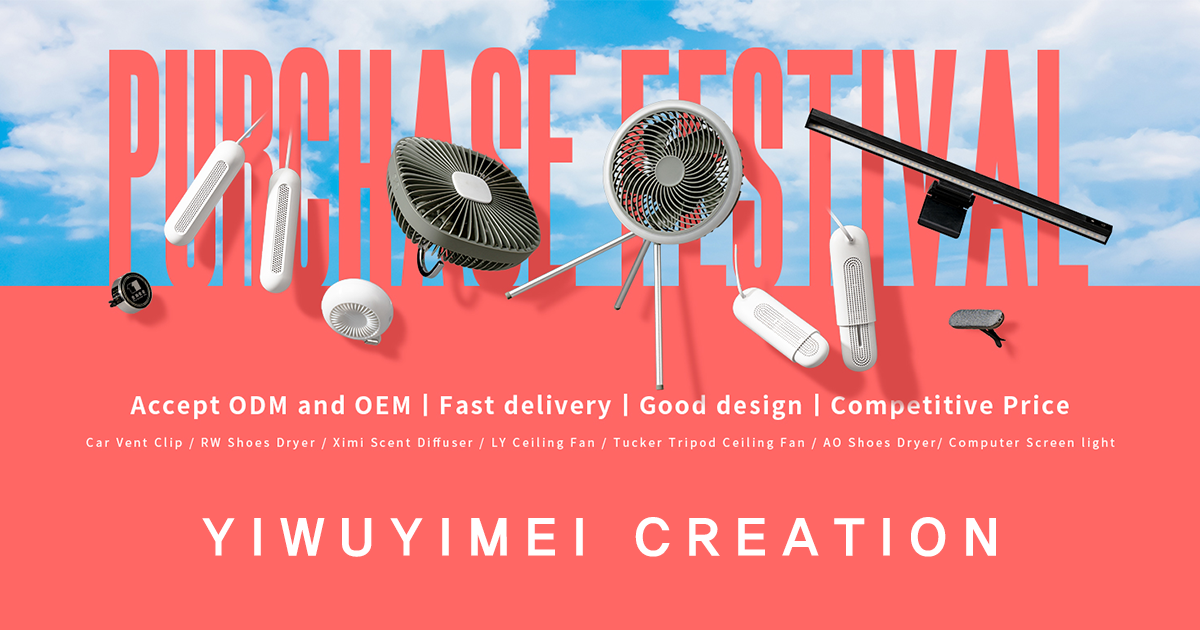 PURCHASE FESTIVAL
Accept ODM and OEM | Fast delivery | Good design | Competitive Price
Car Vent Clip / RW Shoes Dryer / Ximi Scent Diffuser / LY Ceiling Fan / Tucker Tripod Ceiling Fan / AO Shoes Dryer/ Computer Screen light
YIWUYIMEI CREATION